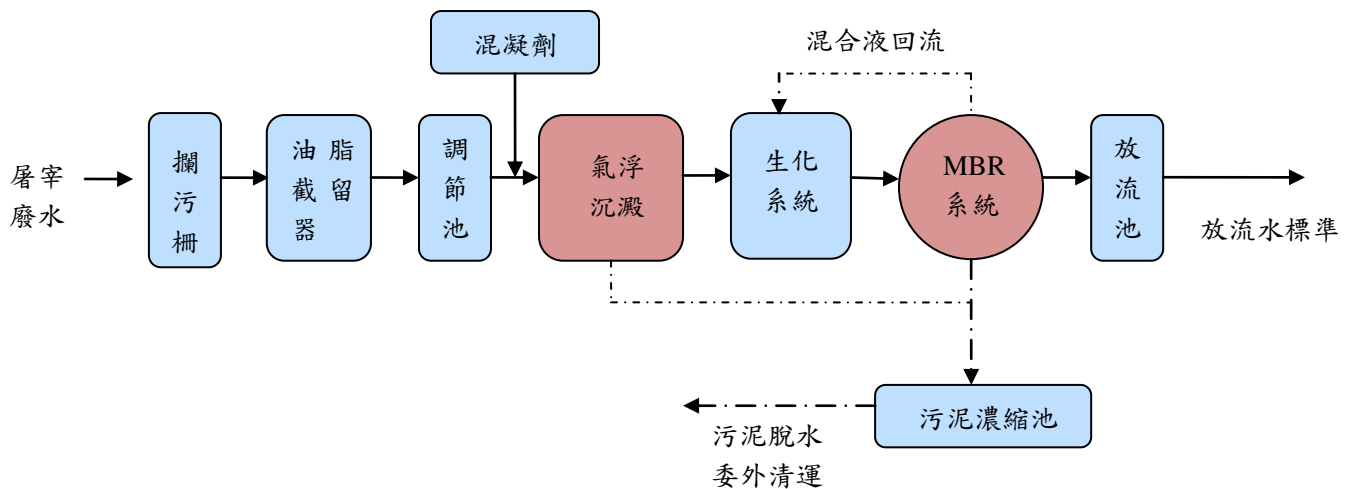 混凝劑
混合液回流
屠宰
廢水
攔
污
柵
油 脂
截 留
器
調
節
池
氣浮
沉澱
生化
系統
MBR
系統
放
流
池
放流水標準
污泥濃縮池
污泥脫水
委外清運